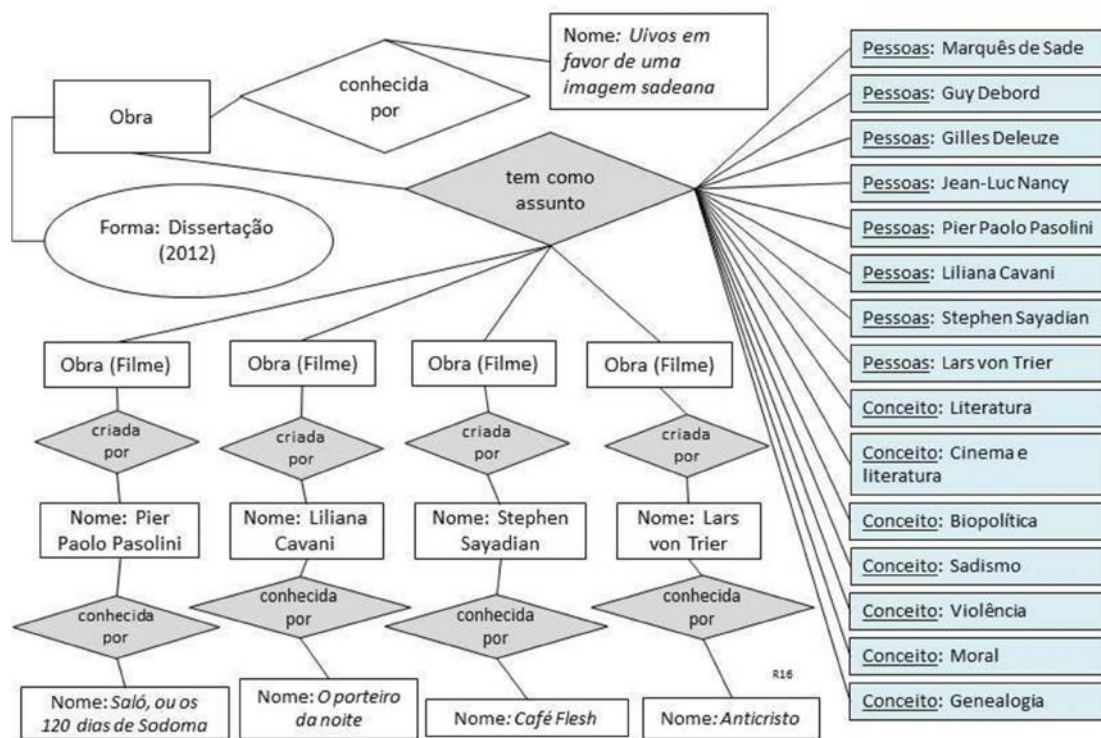 Nome: Uivos em
favor de uma
imagem sadeana
conhecida
por
Obra
tem como
assunto
Forma: Dissertação
(2012)
Obra (Filme)
criada
por
Nome: Pier
Paolo Pasolini
conhecida
por
Nome: Saló, ou os
120 dias de Sodoma
Obra (Filme)
criada
por
Nome: Liliana
Cavani
conhecida
por
Nome: O porteiro
da noite
Obra (Filme)
criada
por
Nome: Stephen
Sayadian
conhecida
por
Nome: Café Flesh
Obra (Filme)
criada
por
Nome: Lars
von Trier
conhecida
por
Nome: Anticristo
R16
Pessoas: Marquês de Sade
Pessoas: Guy Debord
Pessoas: Gilles Deleuze
Pessoas: Jean-Luc Nancy
Pessoas: Pier Paolo Pasolini
Pessoas: Liliana Cavani
Pessoas: Stephen Sayadian
Pessoas: Lars von Trier
Conceito: Literatura
Conceito: Cinema e
literatura
Conceito: Biopolítica
Conceito: Sadismo
Conceito: Violência
Conceito: Moral
Conceito: Genealogia